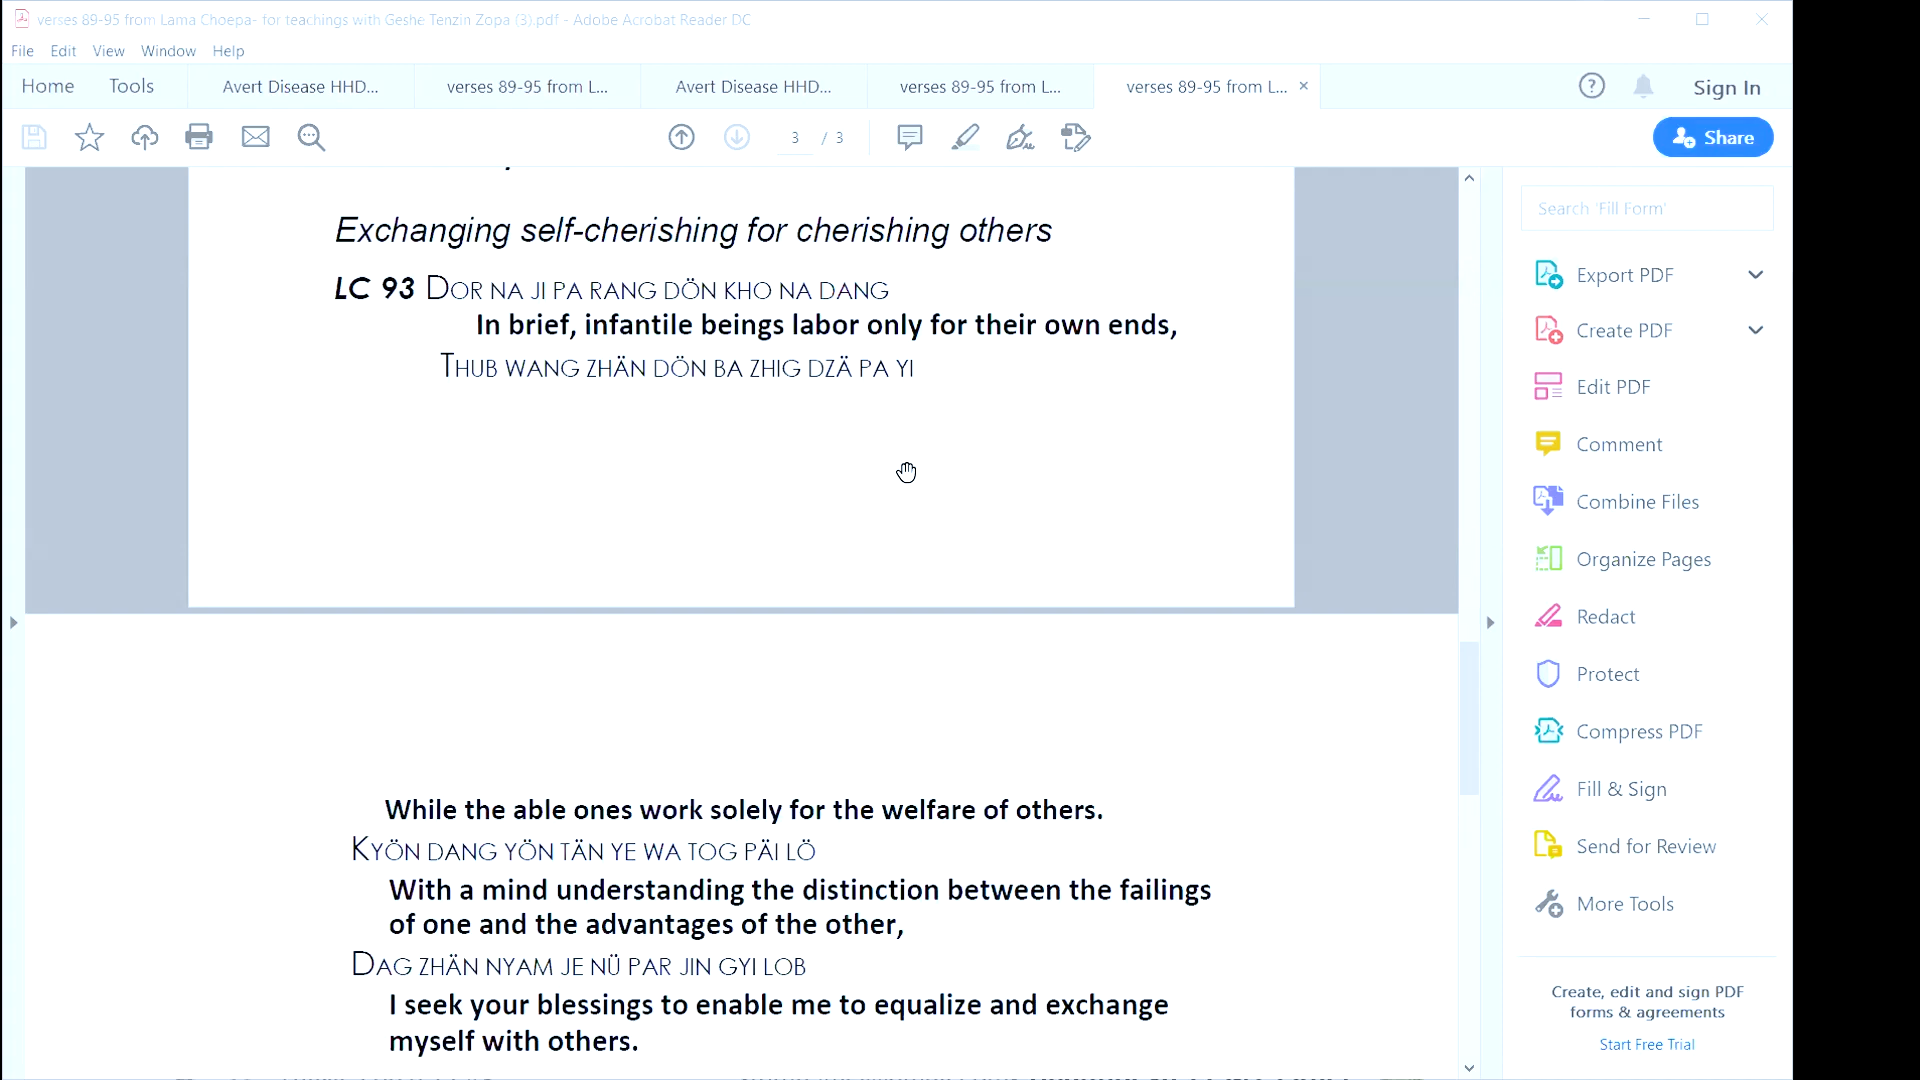 verses 89-95 from Lama Choepa- for teachings with Geshe Tenzin Zopa (3).pdf - Adobe Acrobat Reader DC
File Edit View Window Help
Home Tools Avert Disease HHD... verses 89-95 from L... Avert Disease HHD... verses 89-95 from L... verses 89-95 from L... × Sign In
3 / 3 Share
Exchanging self-cherishing for cherishing others
LC 93 DOR NA JI PA RANG DÖN KHO NA DANG
In brief, infantile beings labor only for their own ends,
THUB WANG ZHÄN DÖN BA ZHIG DZÄ PA YI
While the able ones work solely for the welfare of others.
KYÖN DANG YÖN TÄN YE WA TOG PÄI LÖ
With a mind understanding the distinction between the failings
of one and the advantages of the other,
DAG ZHÄN NYAM JE NÜ PAR JIN GYI LOB
I seek your blessings to enable me to equalize and exchange
myself with others.
Search 'Fill Form'
Export PDF
Create PDF
Edit PDF
Comment
Combine Files
Organize Pages
Redact
Protect
Compress PDF
Fill & Sign
Send for Review
More Tools
Create, edit and sign PDF
forms & agreements
Start Free Trial